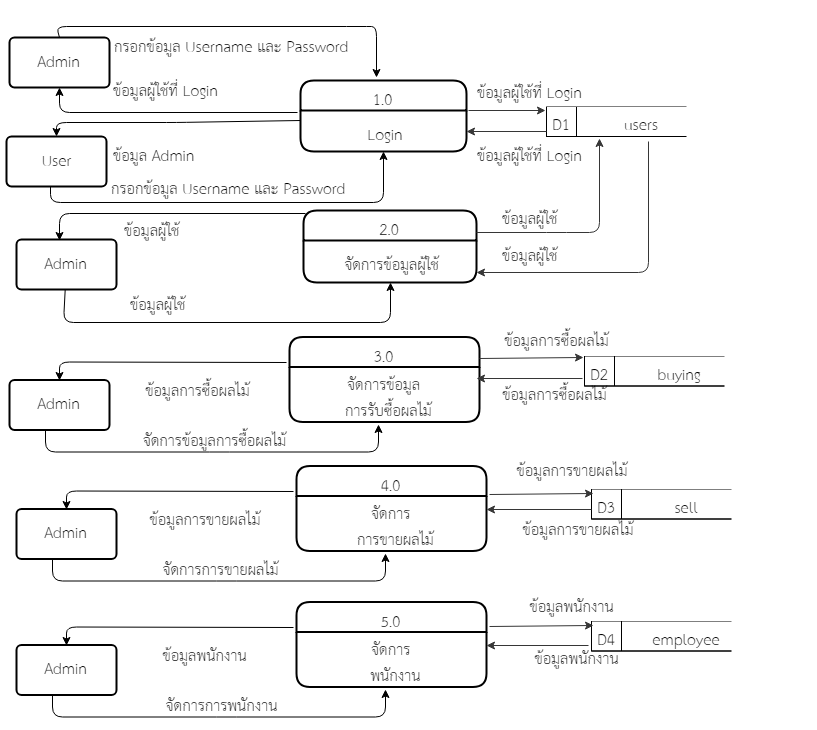 กรอกข้อมูล Username และ Password
Admin
ข้อมูลผู้ใช้ที่ Login
1.0
Login
ข้อมูลผู้ใช้ที่ Login
D1
users
ข้อมูลผู้ใช้ที่ Login
User
ข้อมูล Admin
กรอกข้อมูล Username และ Password
ข้อมูลผู้ใช้
2.0
จัดการข้อมูลผู้ใช้
ข้อมูลผู้ใช้
ข้อมูลผู้ใช้
Admin
ข้อมูลผู้ใช้
3.0
จัดการข้อมูล
การรับซื้อผลไม้
ข้อมูลการซื้อผลไม้
D2
buying
ข้อมูลการซื้อผลไม้
Admin
ข้อมูลการซื้อผลไม้
จัดการข้อมูลการซื้อผลไม้
4.0
จัดการ
การขายผลไม้
ข้อมูลการขายผลไม้
D3
sell
ข้อมูลการขายผลไม้
Admin
ข้อมูลการขายผลไม้
จัดการการขายผลไม้
5.0
จัดการ
พนักงาน
ข้อมูลพนักงาน
D4
employee
ข้อมูลพนักงาน
Admin
ข้อมูลพนักงาน
จัดการการพนักงาน